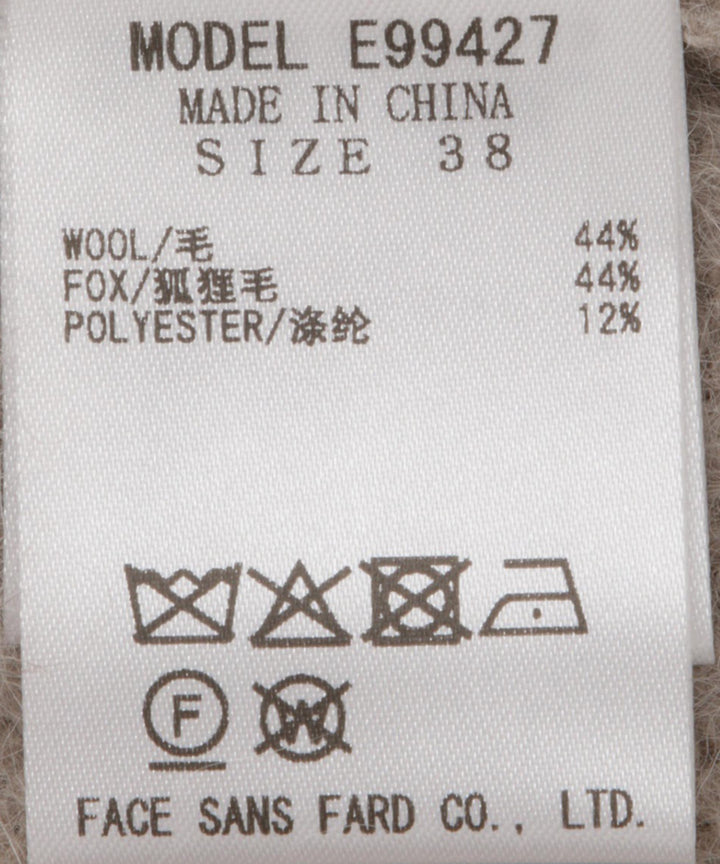 MODEL E99427
MADE IN CHINA
SIZE 38
WOOL/毛 44%
FOX/狐狸毛 44%
POLYESTER/涤纶 12%
F W
FACE SANS FARD CO., LTD.